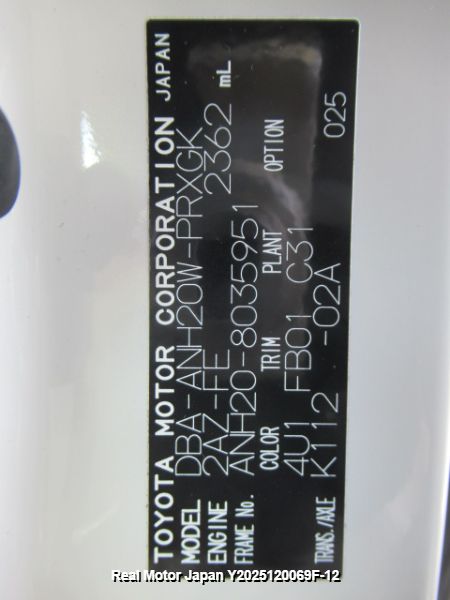 TOYOTA MOTOR CORPORATION JAPAN
MODEL DBA-ANH20W-PRXGK
ENGINE 2AZ-FE 2362 mL
FRAME No. ANH20-8035951
COLOR TRIM PLANT OPTION
4U1 FB01 C31
TRANS./AXLE K112 -02A 025
Real Motor Japan Y2025120069F-12